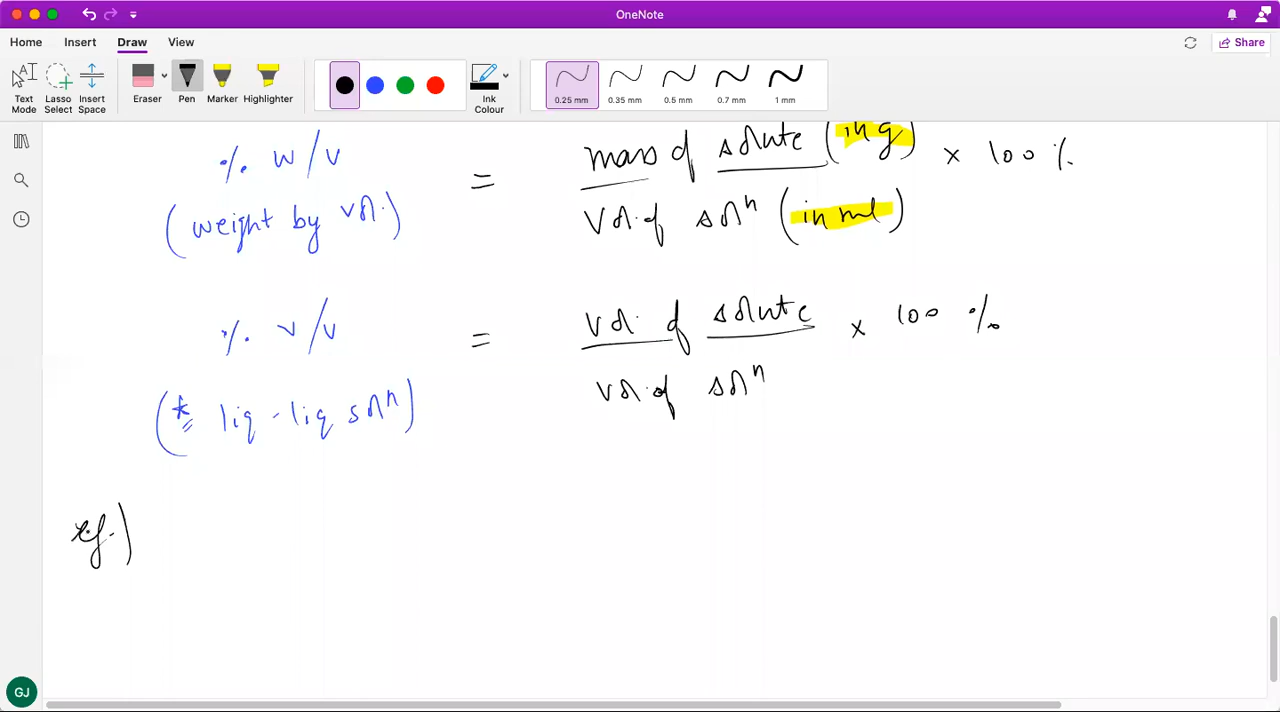 OneNote
Home Insert Draw View
Share
Text Mode
Lasso Select
Insert Space
Eraser
Pen
Marker
Highlighter
Ink Colour
0.25 mm
0.35 mm
0.5 mm
0.7 mm
1 mm
% w/v = mass of solute (in g) × 100 %
(weight by vol.) vol. of solⁿ (in ml)
% v/v = vol. of solute × 100 %
vol. of solⁿ
(* liq-liq solⁿ)
eg.)
GJ